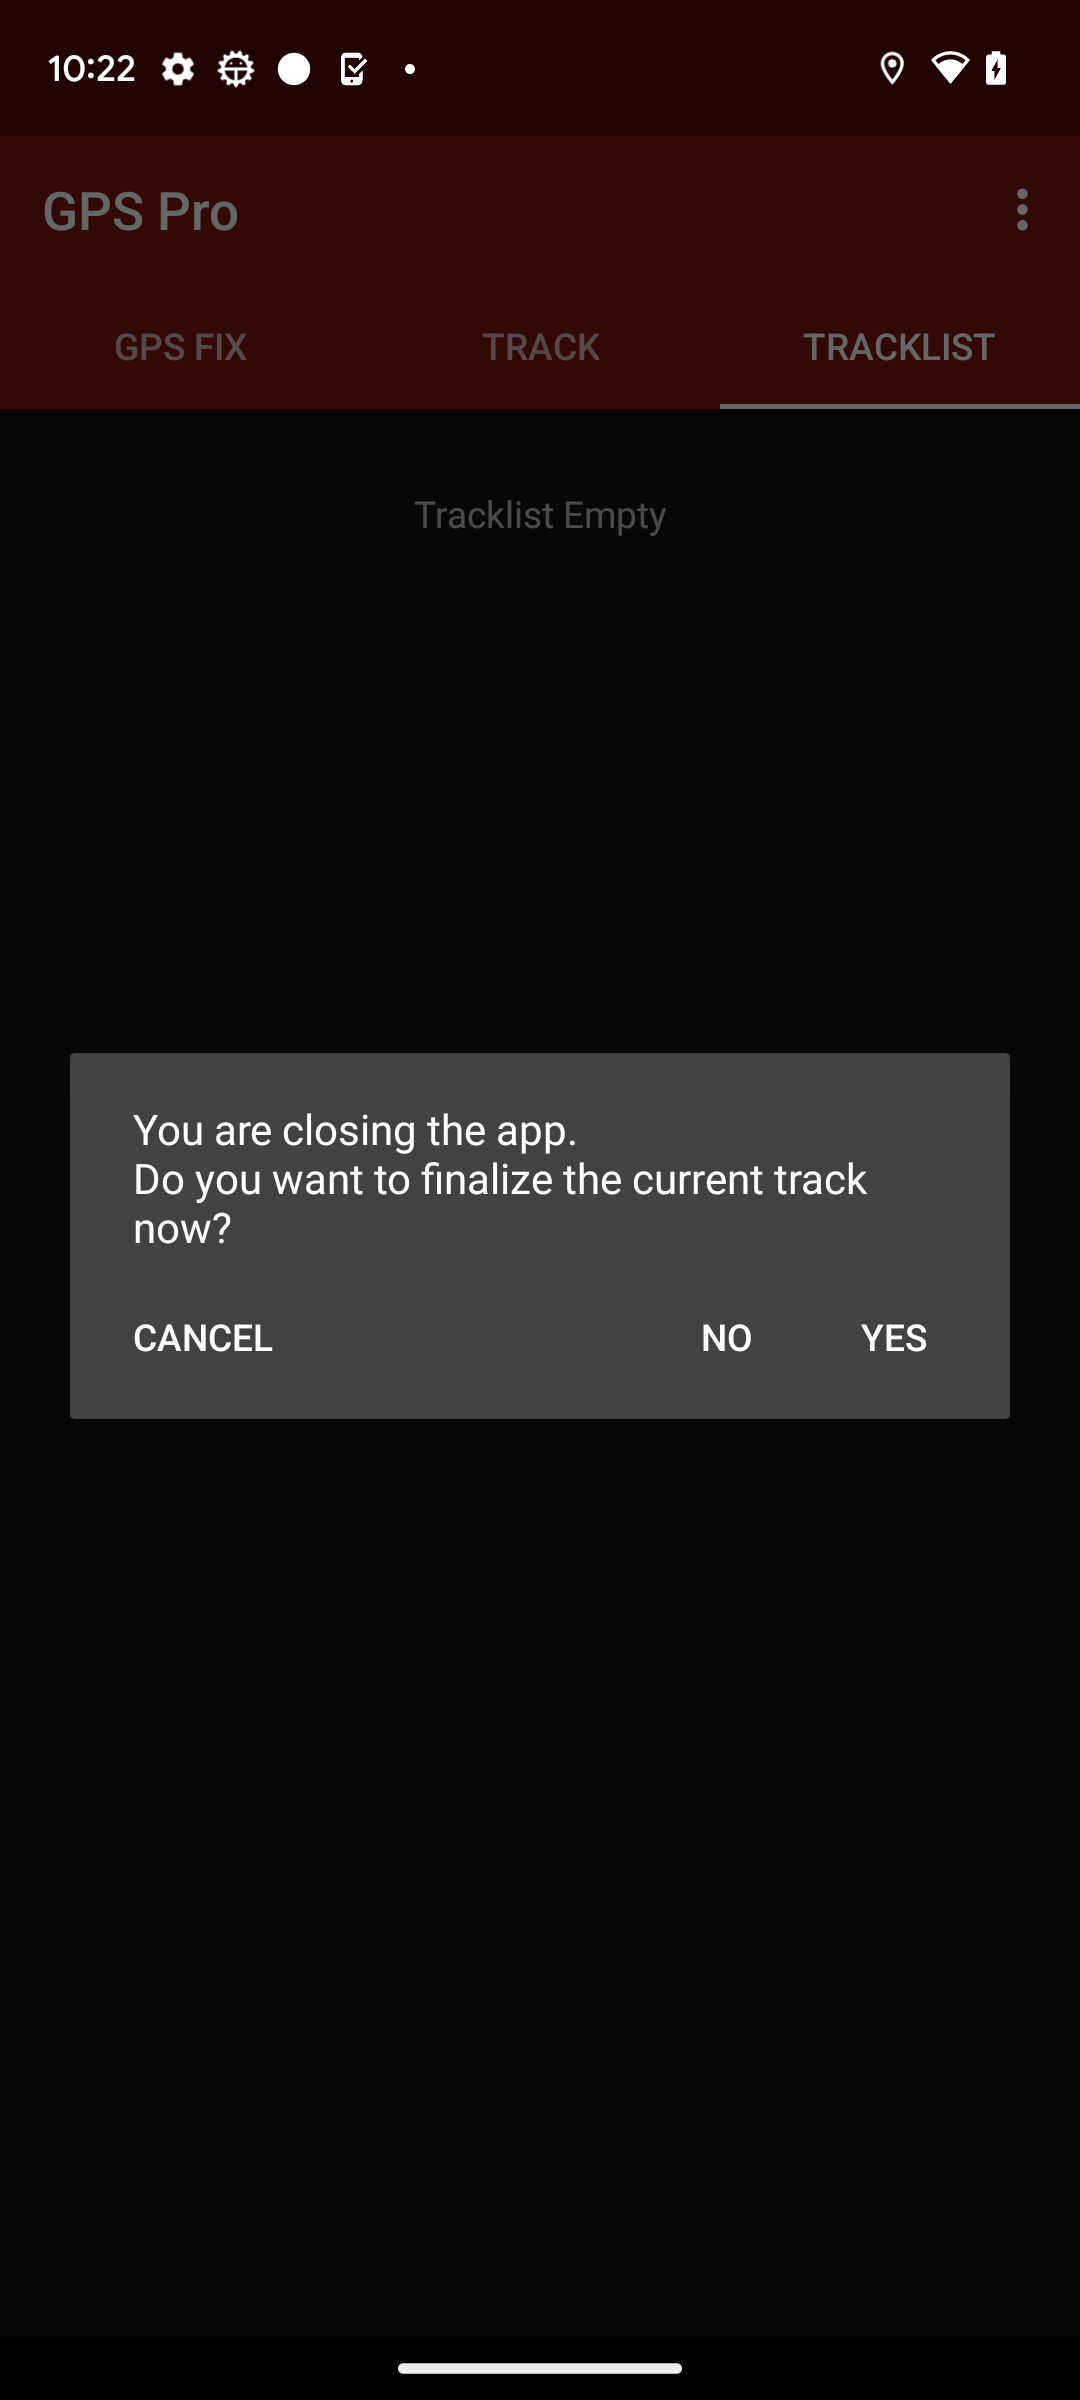 10:22
GPS Pro
GPS FIX
TRACK
TRACKLIST
Tracklist Empty
You are closing the app.
Do you want to finalize the current track
now?
CANCEL
NO
YES